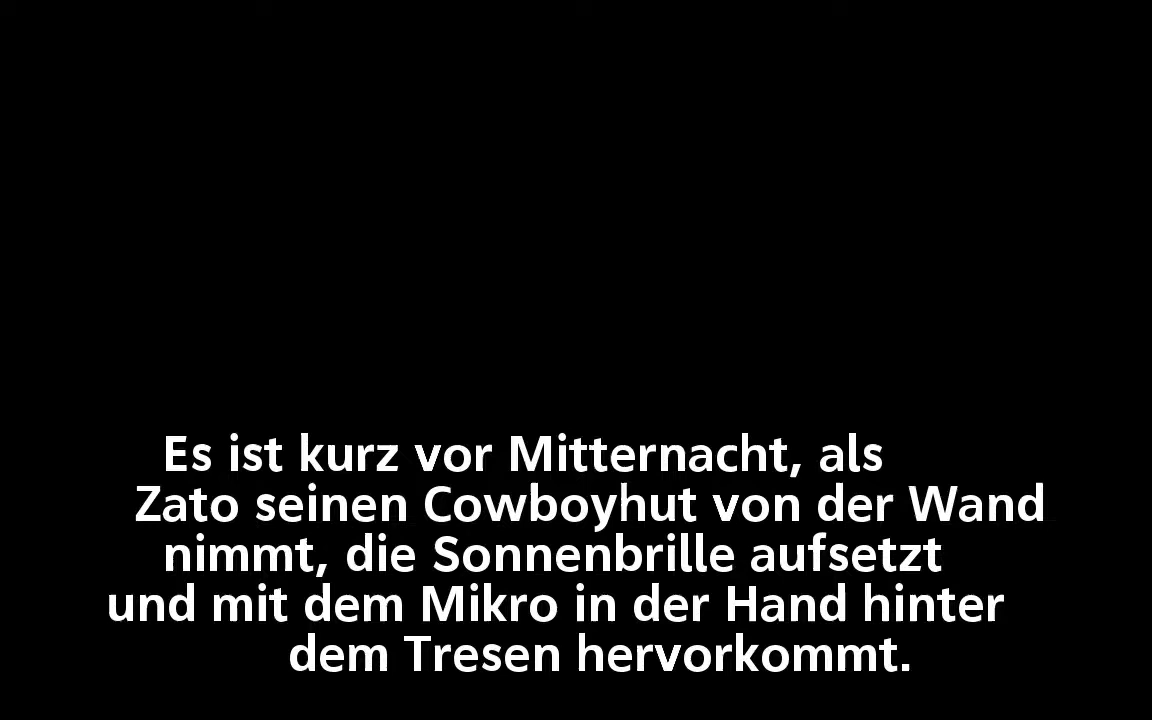 Es ist kurz vor Mitternacht, als
Zato seinen Cowboyhut von der Wand
nimmt, die Sonnenbrille aufsetzt
und mit dem Mikro in der Hand hinter
dem Tresen hervorkommt.